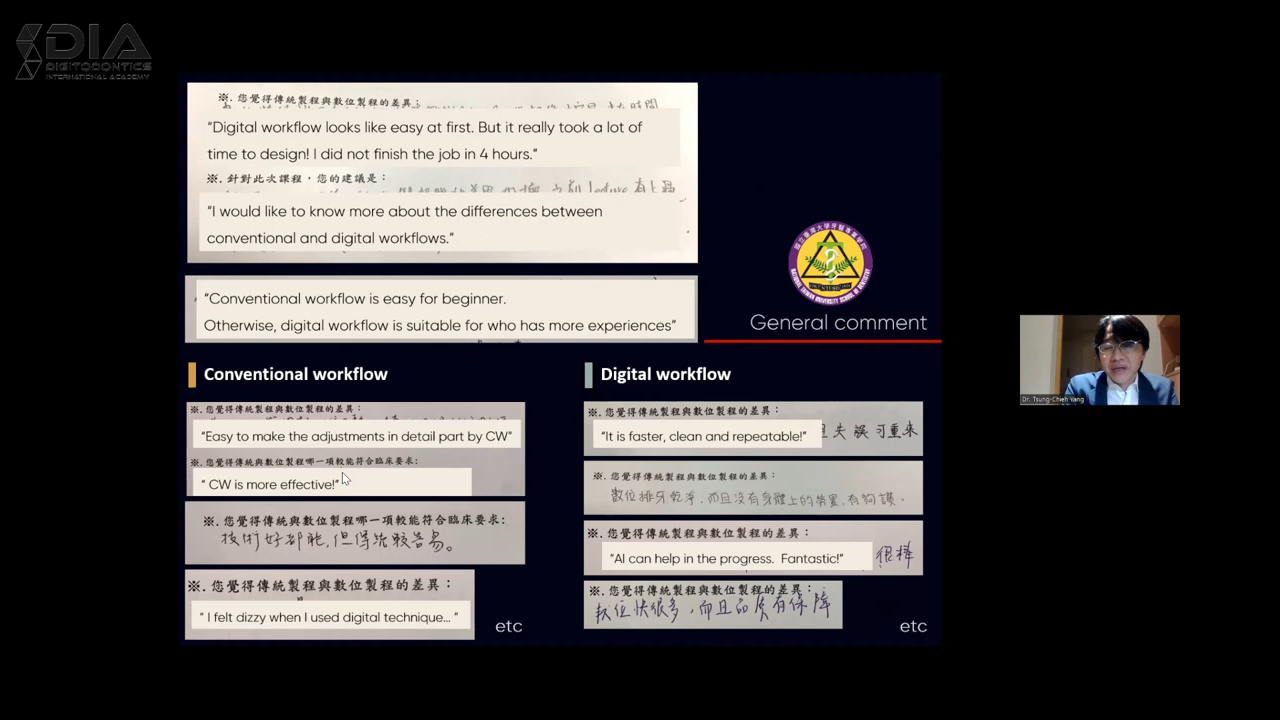 DIA
DIGITODONTICS
INTERNATIONAL ACADEMY
※. 您覺得傳統製程與數位製程的差異:
"Digital workflow looks like easy at first. But it really took a lot of
time to design! I did not finish the job in 4 hours."
※. 針對此次課程，您的建議是：
"I would like to know more about the differences between
conventional and digital workflows."
"Conventional workflow is easy for beginner.
Otherwise, digital workflow is suitable for who has more experiences"
NATIONAL TAIWAN UNIVERSITY SCHOOL OF DENTISTRY
General comment
Conventional workflow
※. 您覺得傳統製程與數位製程的差異:
"Easy to make the adjustments in detail part by CW"
※. 您覺得傳統與數位製程哪一項較能符合臨床要求:
" CW is more effective!"
※. 您覺得傳統與數位製程哪一項較能符合臨床要求:
技術好都能, 但傳統較容易。
※. 您覺得傳統製程與數位製程的差異：
" I felt dizzy when I used digital technique... "
etc
Digital workflow
※. 您覺得傳統製程與數位製程的差異:
"It is faster, clean and repeatable!" 且失誤可重來
※. 您覺得傳統製程與數位製程的差異:
數位排牙乾淨, 而且沒有身體上的勞累, 有夠讚.
※. 您覺得傳統製程與數位製程的差異:
"AI can help in the progress. Fantastic!" 很棒
※. 您覺得傳統製程與數位製程的差異:
數位快很多, 而且品質有保障
etc
Dr. Tsung-Chieh Yang